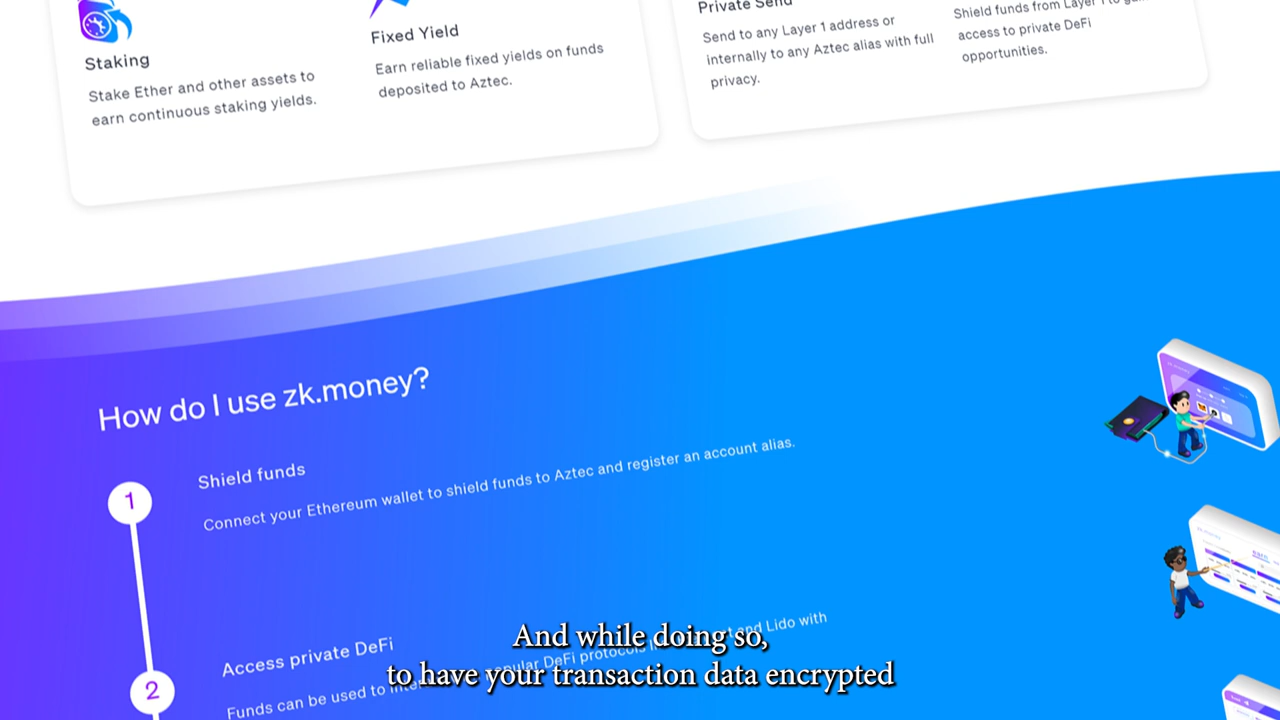 Staking
Stake Ether and other assets to
earn continuous staking yields.
Fixed Yield
Earn reliable fixed yields on funds
deposited to Aztec.
Private Send
Send to any Layer 1 address or
internally to any Aztec alias with full
privacy.
Shield funds from Layer 1 to
access to private DeFi
opportunities.
How do I use zk.money?
1
Shield funds
Connect your Ethereum wallet to shield funds to Aztec and register an account alias.
2
Access private DeFi
Funds can be used to DeFi protocols and Lido with
And while doing so,
to have your transaction data encrypted